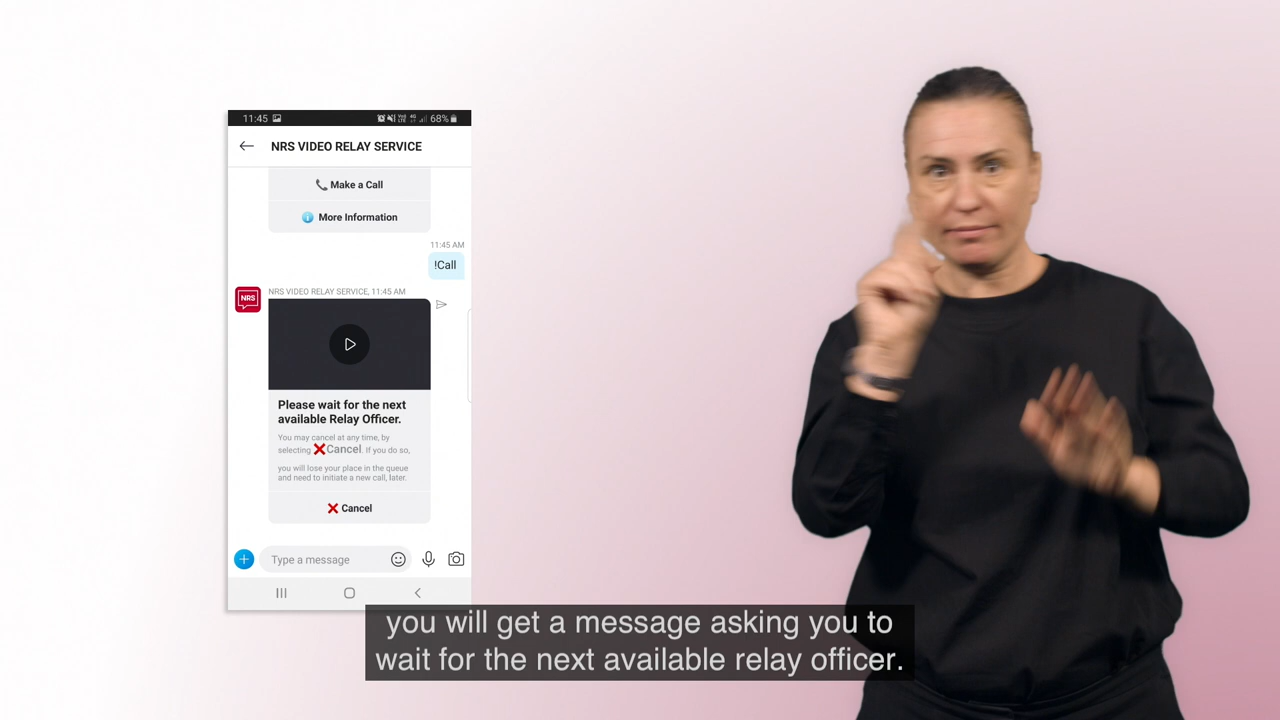 11:45
68%
NRS VIDEO RELAY SERVICE
Make a Call
More Information
11:45 AM
!Call
NRS
NRS VIDEO RELAY SERVICE, 11:45 AM
Please wait for the next
available Relay Officer.
You may cancel at any time, by
selecting ❌Cancel. If you do so,
you will lose your place in the queue
and need to initiate a new call, later.
❌ Cancel
Type a message
you will get a message asking you to
wait for the next available relay officer.